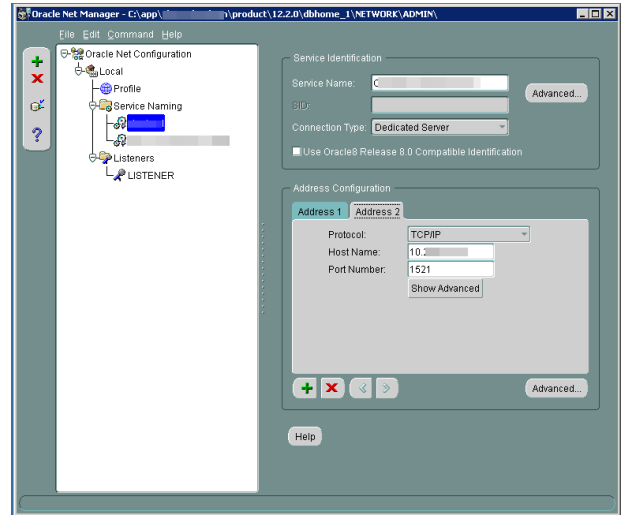 Oracle Net Manager - C:\app\ \product\12.2.0\dbhome_1\NETWORK\ADMIN\
File Edit Command Help
Oracle Net Configuration
Local
Profile
Service Naming
Listeners
LISTENER
Service Identification
Service Name:
Advanced...
SID:
Connection Type: Dedicated Server
Use Oracle8 Release 8.0 Compatible Identification
Address Configuration
Address 1 Address 2
Protocol: TCP/IP
Host Name: 10.
Port Number: 1521
Show Advanced
Advanced...
Help